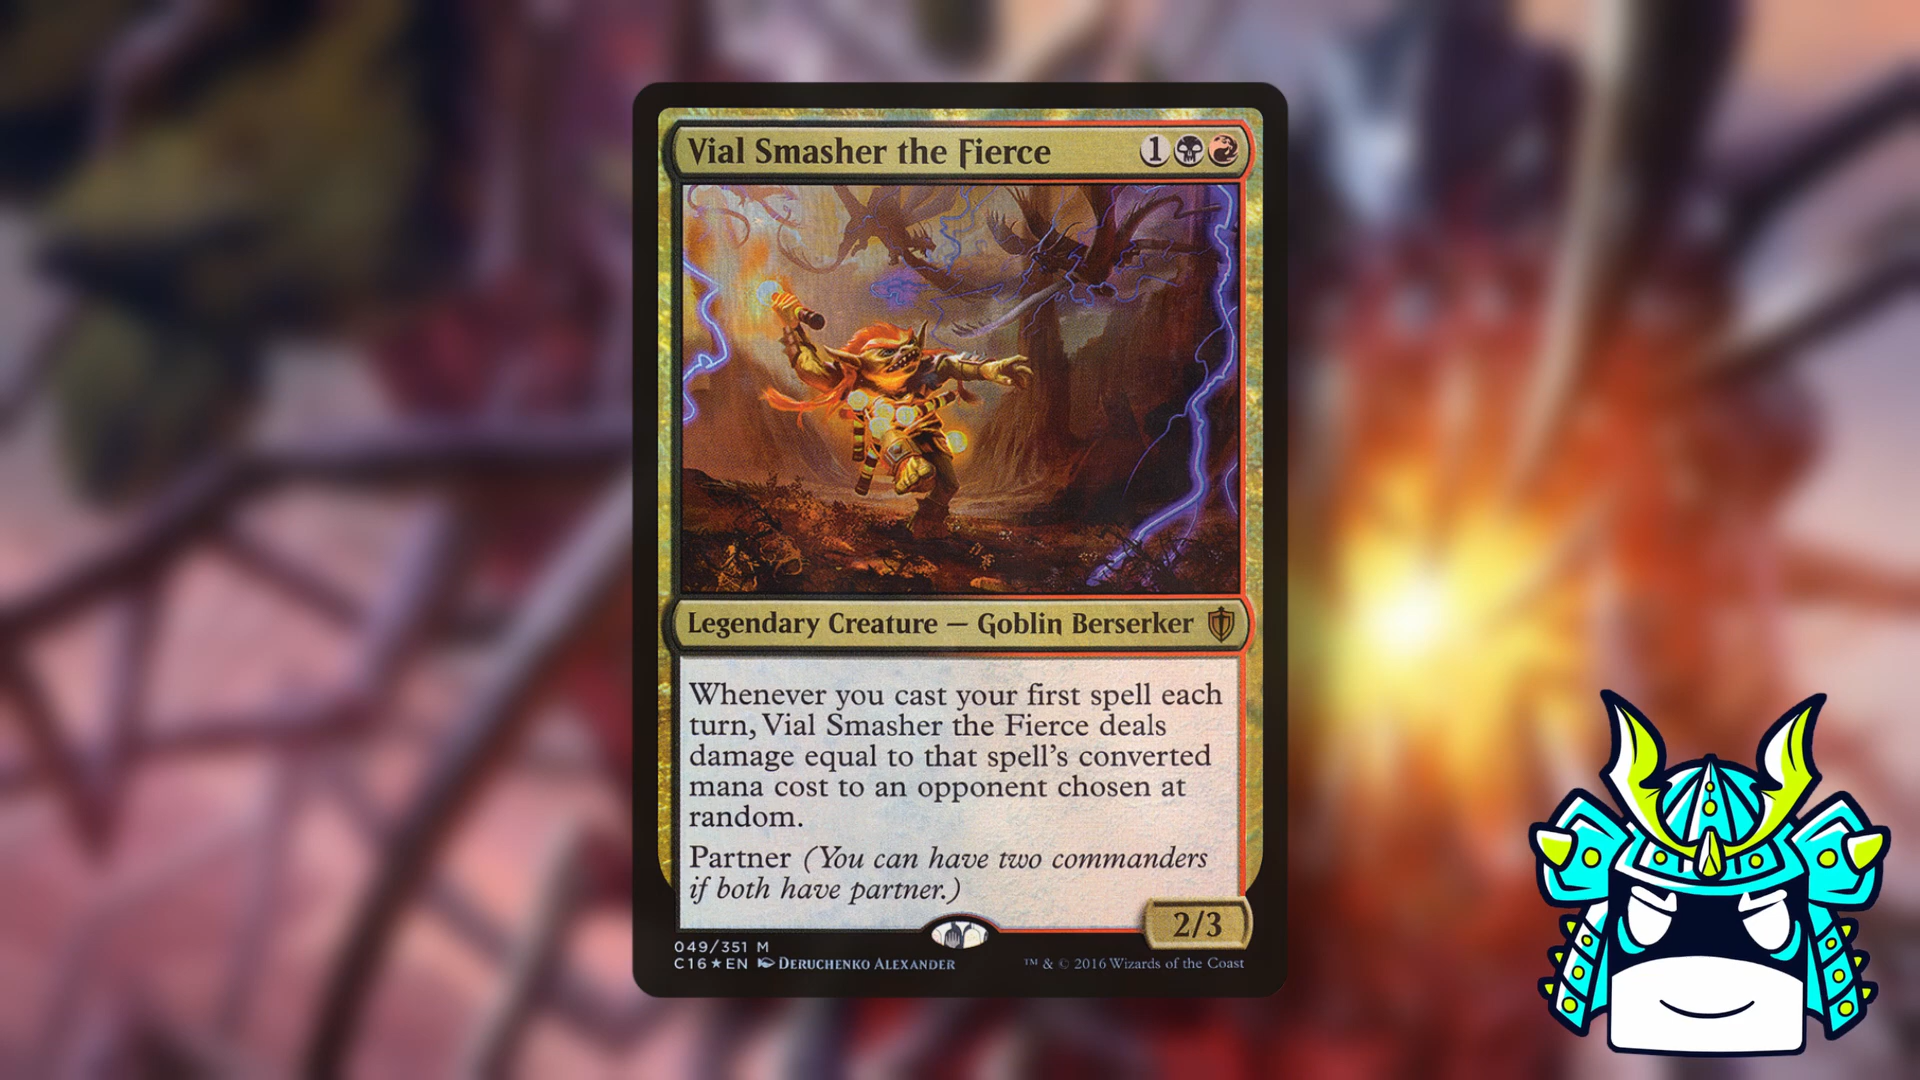 Vial Smasher the Fierce 1
Legendary Creature — Goblin Berserker
Whenever you cast your first spell each
turn, Vial Smasher the Fierce deals
damage equal to that spell's converted
mana cost to an opponent chosen at
random.
Partner (You can have two commanders
if both have partner.)
2/3
049/351 M
C16★EN Deruchenko Alexander
™ & © 2016 Wizards of the Coast